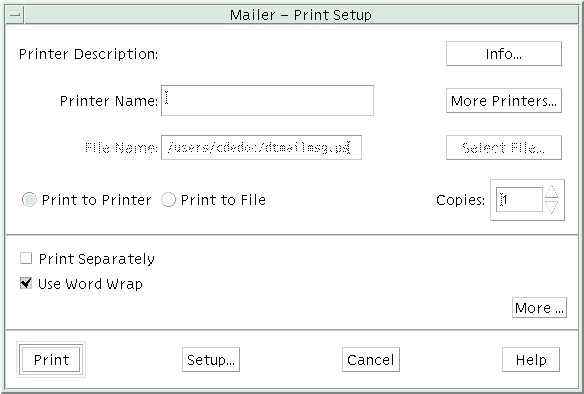 Mailer – Print Setup
Printer Description:
Info...
Printer Name:
More Printers...
File Name: /users/cdedoc/dtmailmsg.ps
Select File...
Print to Printer Print to File Copies: 1
Print Separately
Use Word Wrap
More ...
Print Setup... Cancel Help